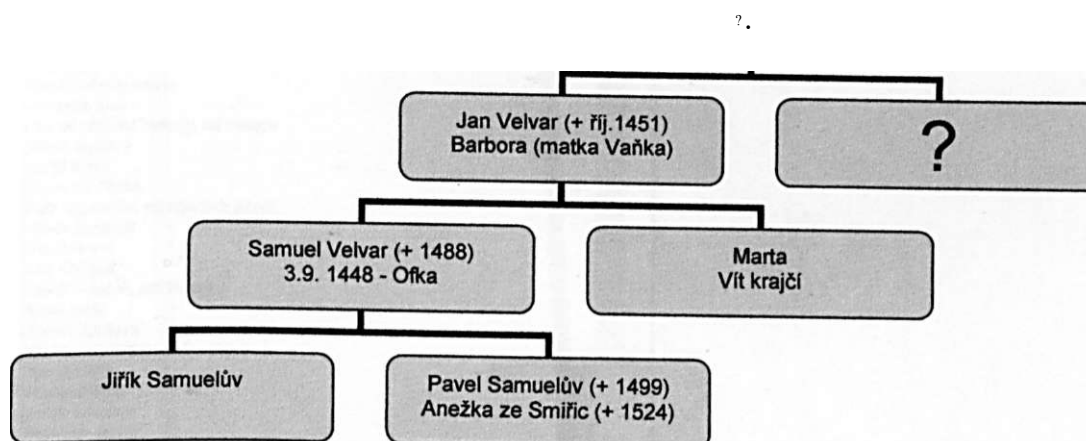 ?.
Jan Velvar (+ říj.1451)
Barbora (matka Vaňka)
?
Samuel Velvar (+ 1488)
3.9. 1448 - Ofka
Marta
Vít krajčí
Jiřík Samuelův
Pavel Samuelův (+ 1499)
Anežka ze Smiřic (+ 1524)